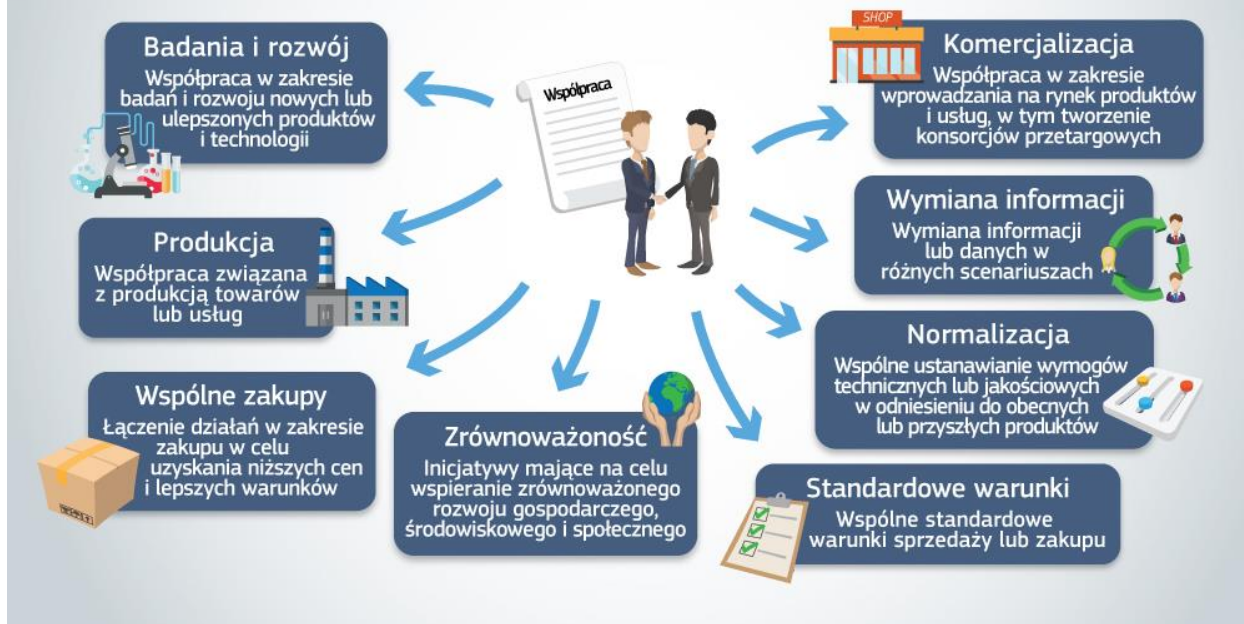 Badania i rozwój
Współpraca w zakresie
badań i rozwoju nowych lub
ulepszonych produktów
i technologii
Produkcja
Współpraca związana
z produkcją towarów
lub usług
Wspólne zakupy
Łączenie działań w zakresie
zakupu w celu
uzyskania niższych cen
i lepszych warunków
Współpraca
Zrównoważoność
Inicjatywy mające na celu
wspieranie zrównoważonego
rozwoju gospodarczego,
środowiskowego i społecznego
SHOP
Komercjalizacja
Współpraca w zakresie
wprowadzania na rynek produktów
i usług, w tym tworzenie
konsorcjów przetargowych
Wymiana informacji
Wymiana informacji
lub danych w
różnych scenariuszach
Normalizacja
Wspólne ustanawianie wymogów
technicznych lub jakościowych
w odniesieniu do obecnych
lub przyszłych produktów
Standardowe warunki
Wspólne standardowe
warunki sprzedaży lub zakupu